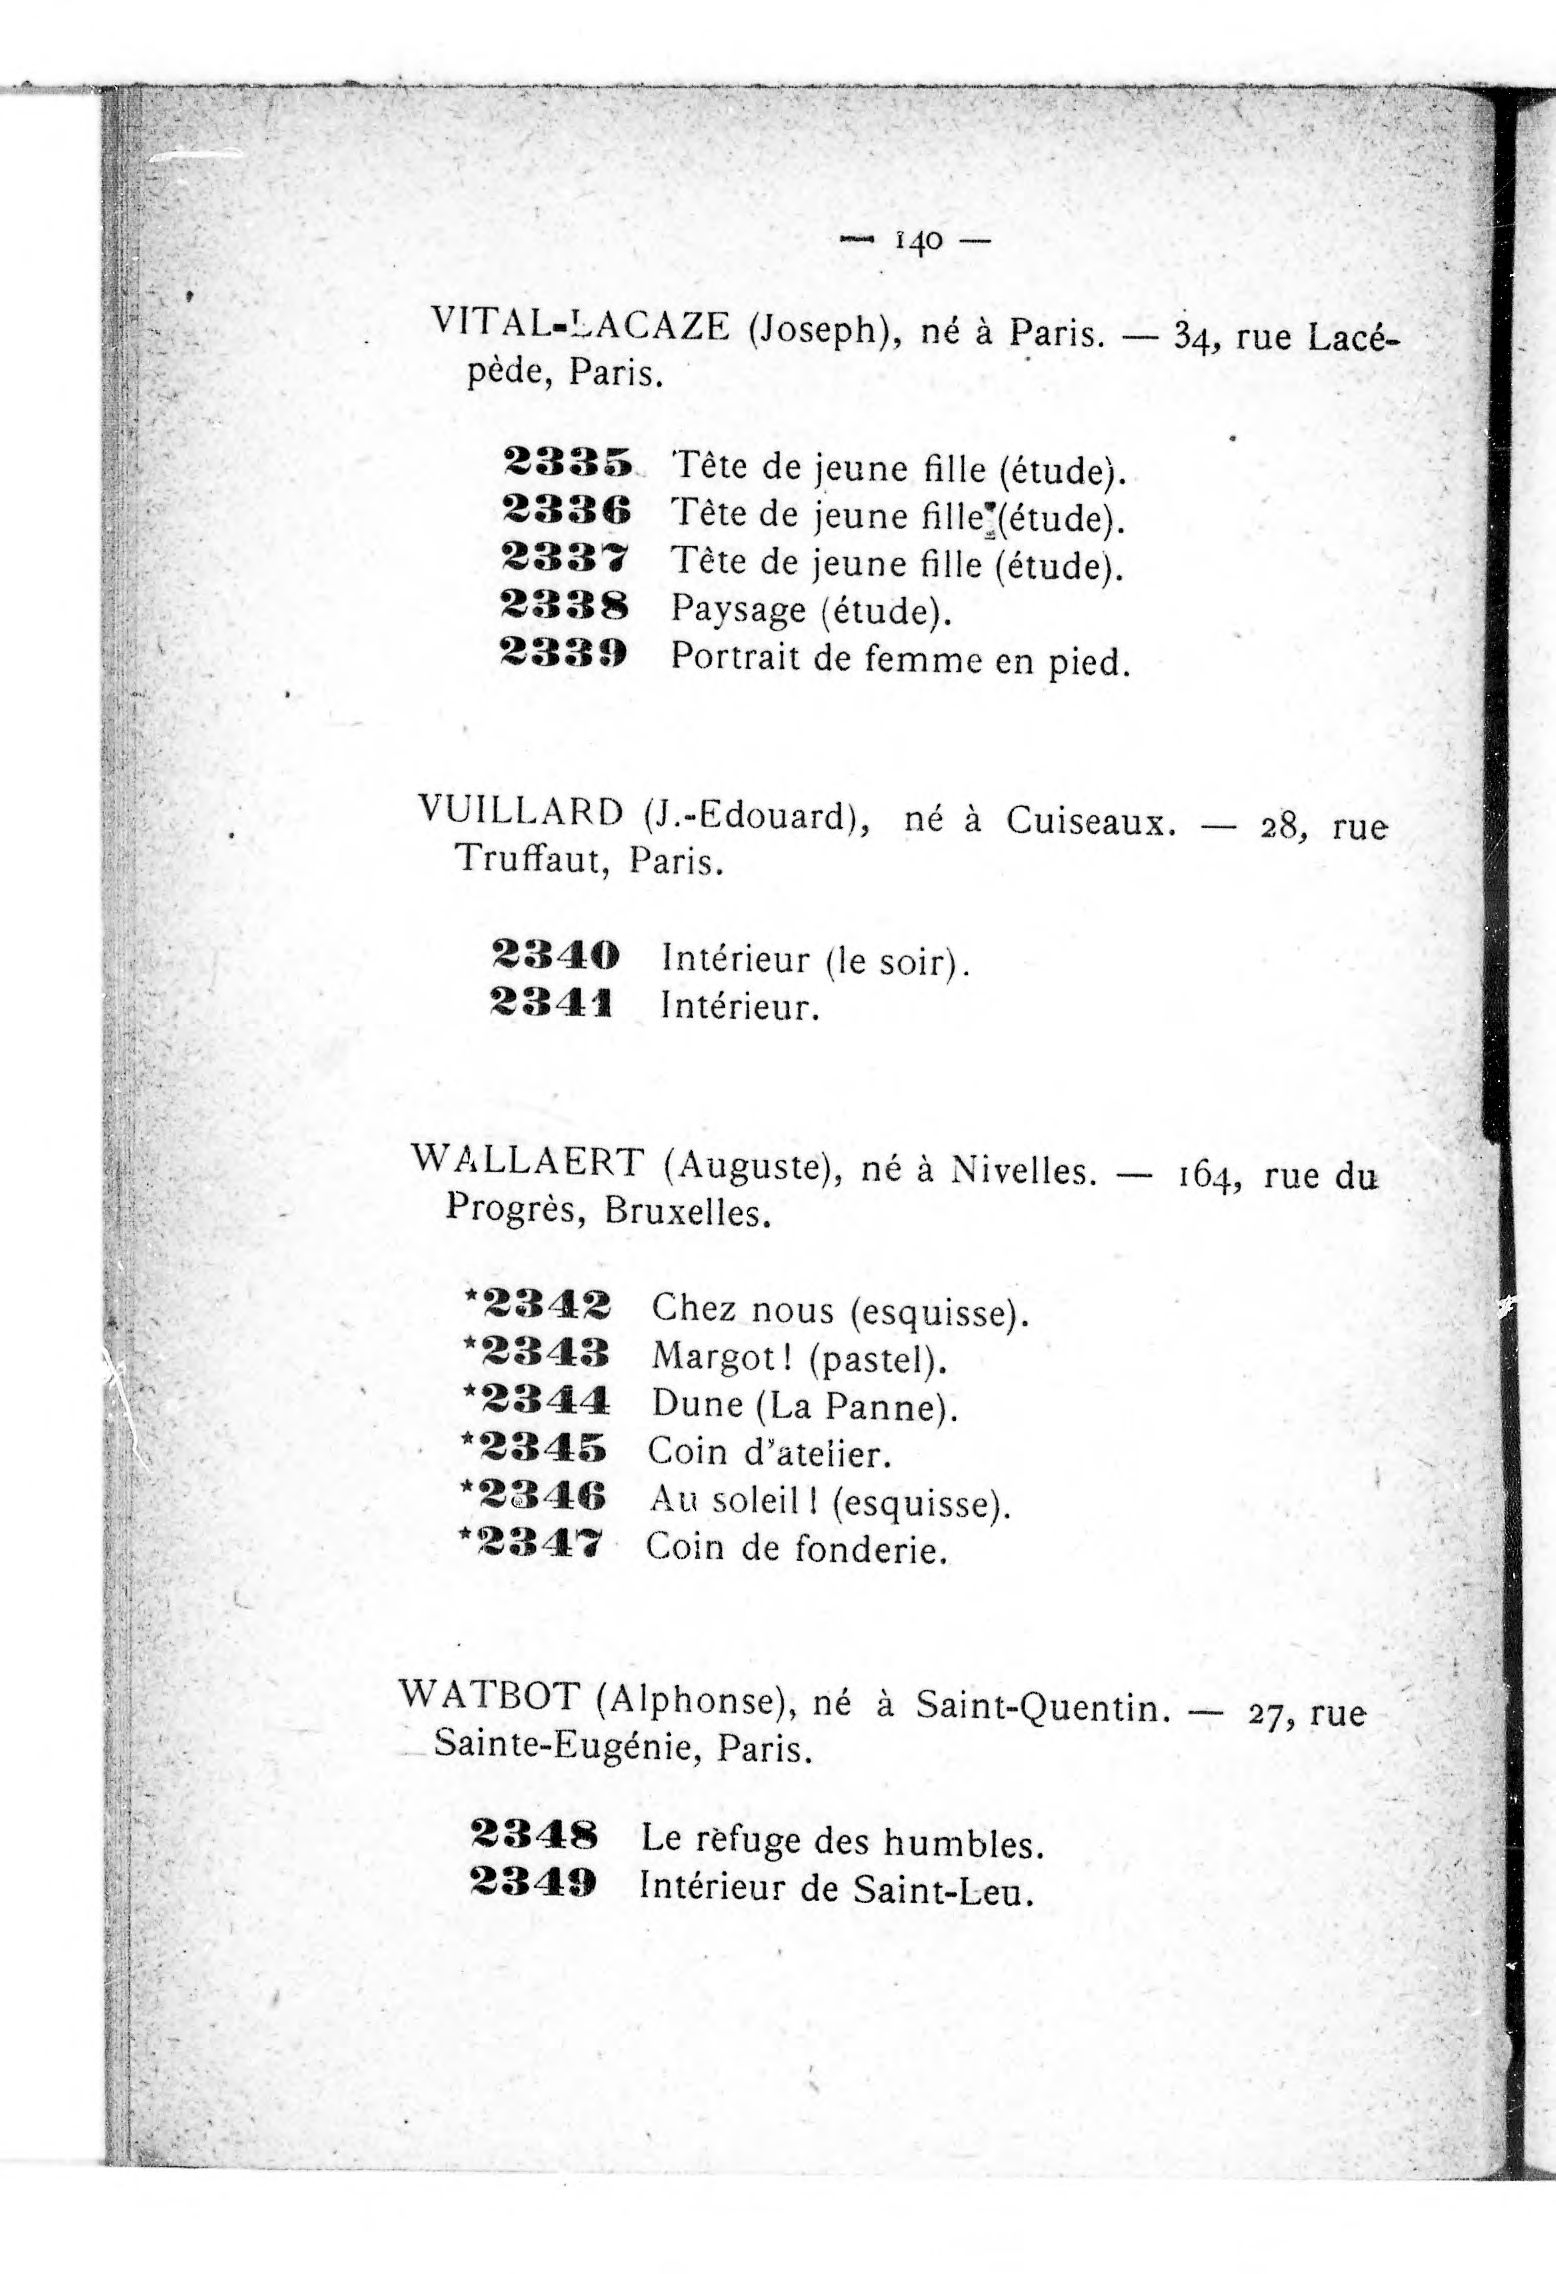 — 140 —
VITAL-LACAZE (Joseph), né à Paris. — 34, rue Lacé-
pède, Paris.
2335 Tête de jeune fille (étude).
2336 Tête de jeune fille (étude).
2337 Tête de jeune fille (étude).
2338 Paysage (étude).
2339 Portrait de femme en pied.
VUILLARD (J.-Edouard), né à Cuiseaux. — 28, rue
Truffaut, Paris.
2340 Intérieur (le soir).
2341 Intérieur.
WALLAERT (Auguste), né à Nivelles. — 164, rue du
Progrès, Bruxelles.
*2342 Chez nous (esquisse).
*2343 Margot! (pastel).
*2344 Dune (La Panne).
*2345 Coin d'atelier.
*2346 Au soleil! (esquisse).
*2347 Coin de fonderie.
WATBOT (Alphonse), né à Saint-Quentin. — 27, rue
Sainte-Eugénie, Paris.
2348 Le rèfuge des humbles.
2349 Intérieur de Saint-Leu.